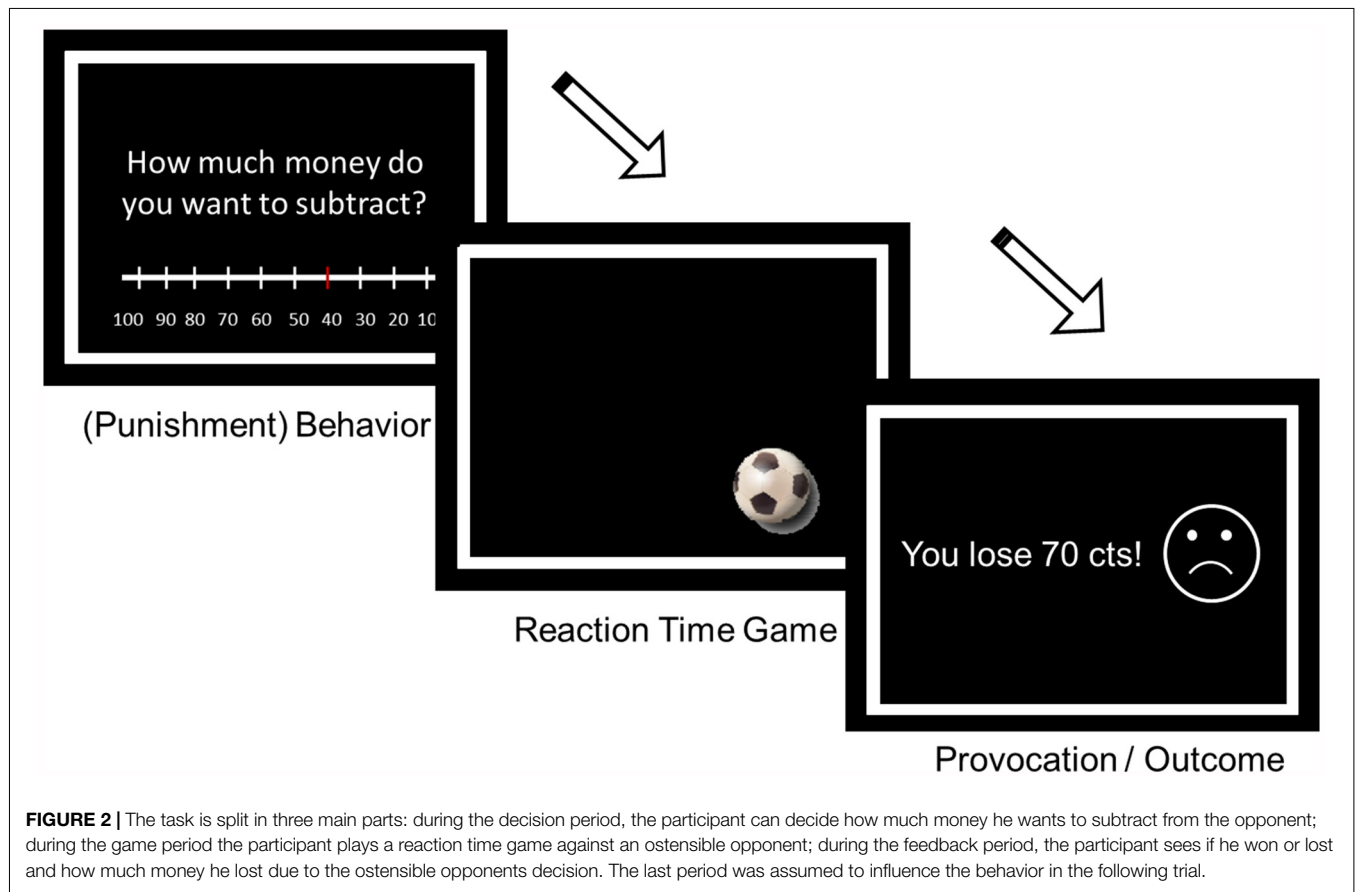 How much money do
you want to subtract?
100 90 80 70 60 50 40 30 20 10
(Punishment) Behavior
Reaction Time Game
You lose 70 cts!
Provocation / Outcome
FIGURE 2 | The task is split in three main parts: during the decision period, the participant can decide how much money he wants to subtract from the opponent;
during the game period the participant plays a reaction time game against an ostensible opponent; during the feedback period, the participant sees if he won or lost
and how much money he lost due to the ostensible opponents decision. The last period was assumed to influence the behavior in the following trial.